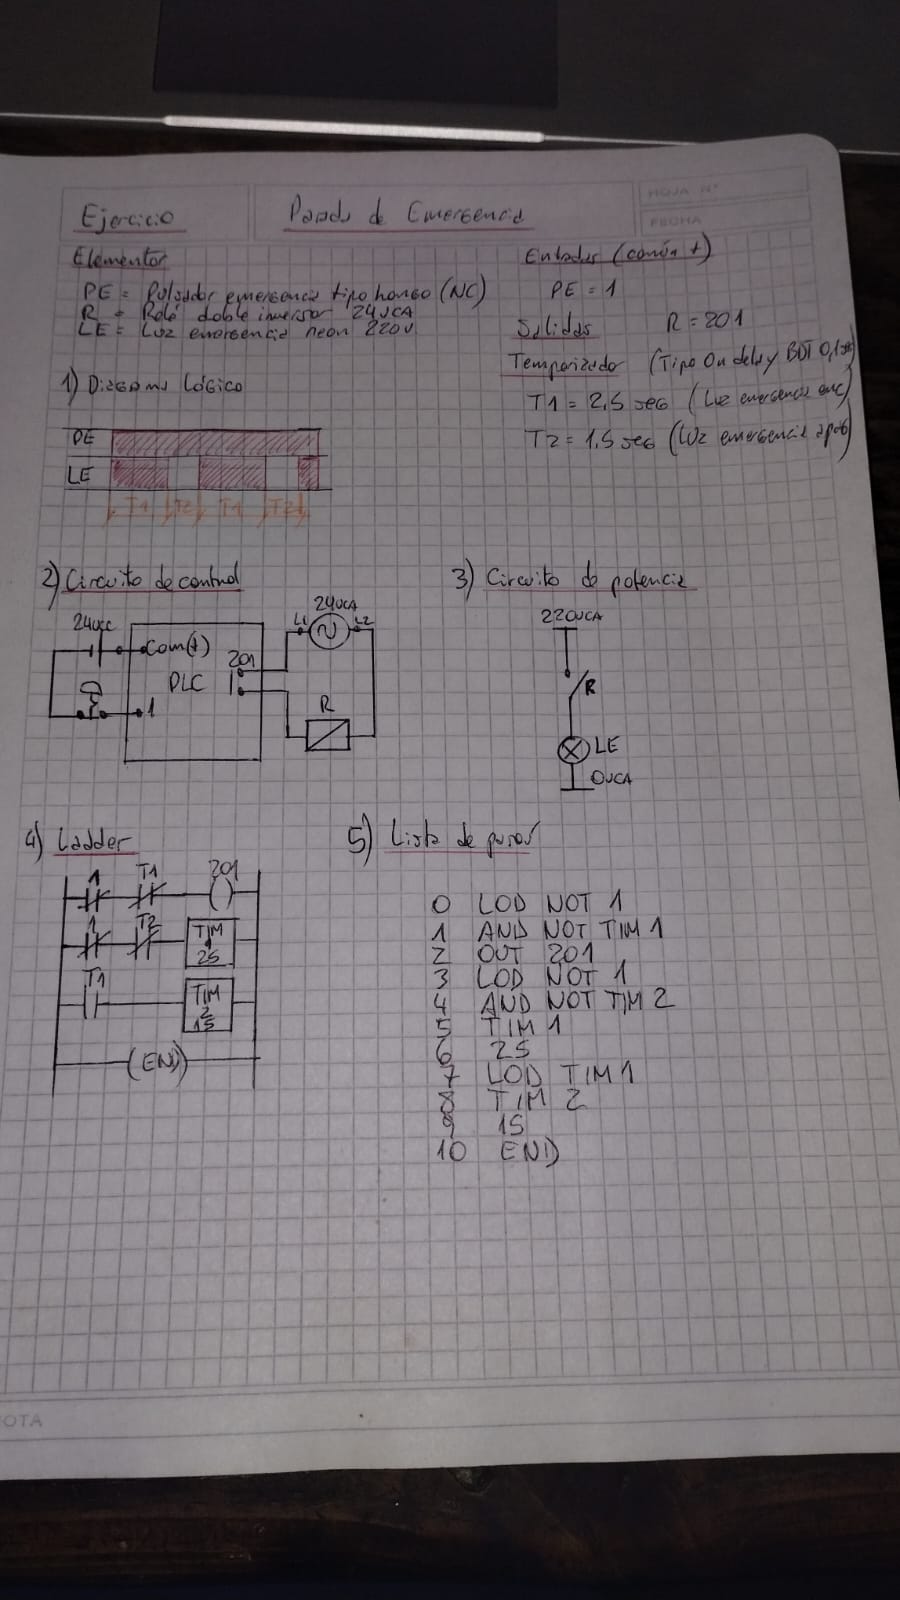 HOJA N°
FECHA
Ejercicio
Parada de Emergencia
Elementos
PE = Pulsador emergencia tipo hongo (NC)
R = Relé doble inversor 24VCA
LE = Luz emergencia neon 220V
Entradas (común +)
PE = 1
Salidas R = 201
Temporizador (Tipo On delay BDT 0,1
T1 = 2,5 seg (Luz emergencia enc)
T2 = 1,5 seg (Luz emergencia apag)
1) Diagrama Lógico
PE
LE
T1 T2 T1 T2
2) Circuito de control
24VCC
Com(+)
PLC
201
1
24VCA
L1 L2
R
3) Circuito de potencia
220VCA
R
LE
0VCA
4) Ladder
1 T1 201
1 T2 TIM
1
25
T1 TIM
2
15
(END)
5) Lista de pasos
0 LOD NOT 1
1 AND NOT TIM 1
2 OUT 201
3 LOD NOT 1
4 AND NOT TIM 2
5 TIM 1
6 25
7 LOD TIM 1
8 TIM 2
9 15
10 END
OTA